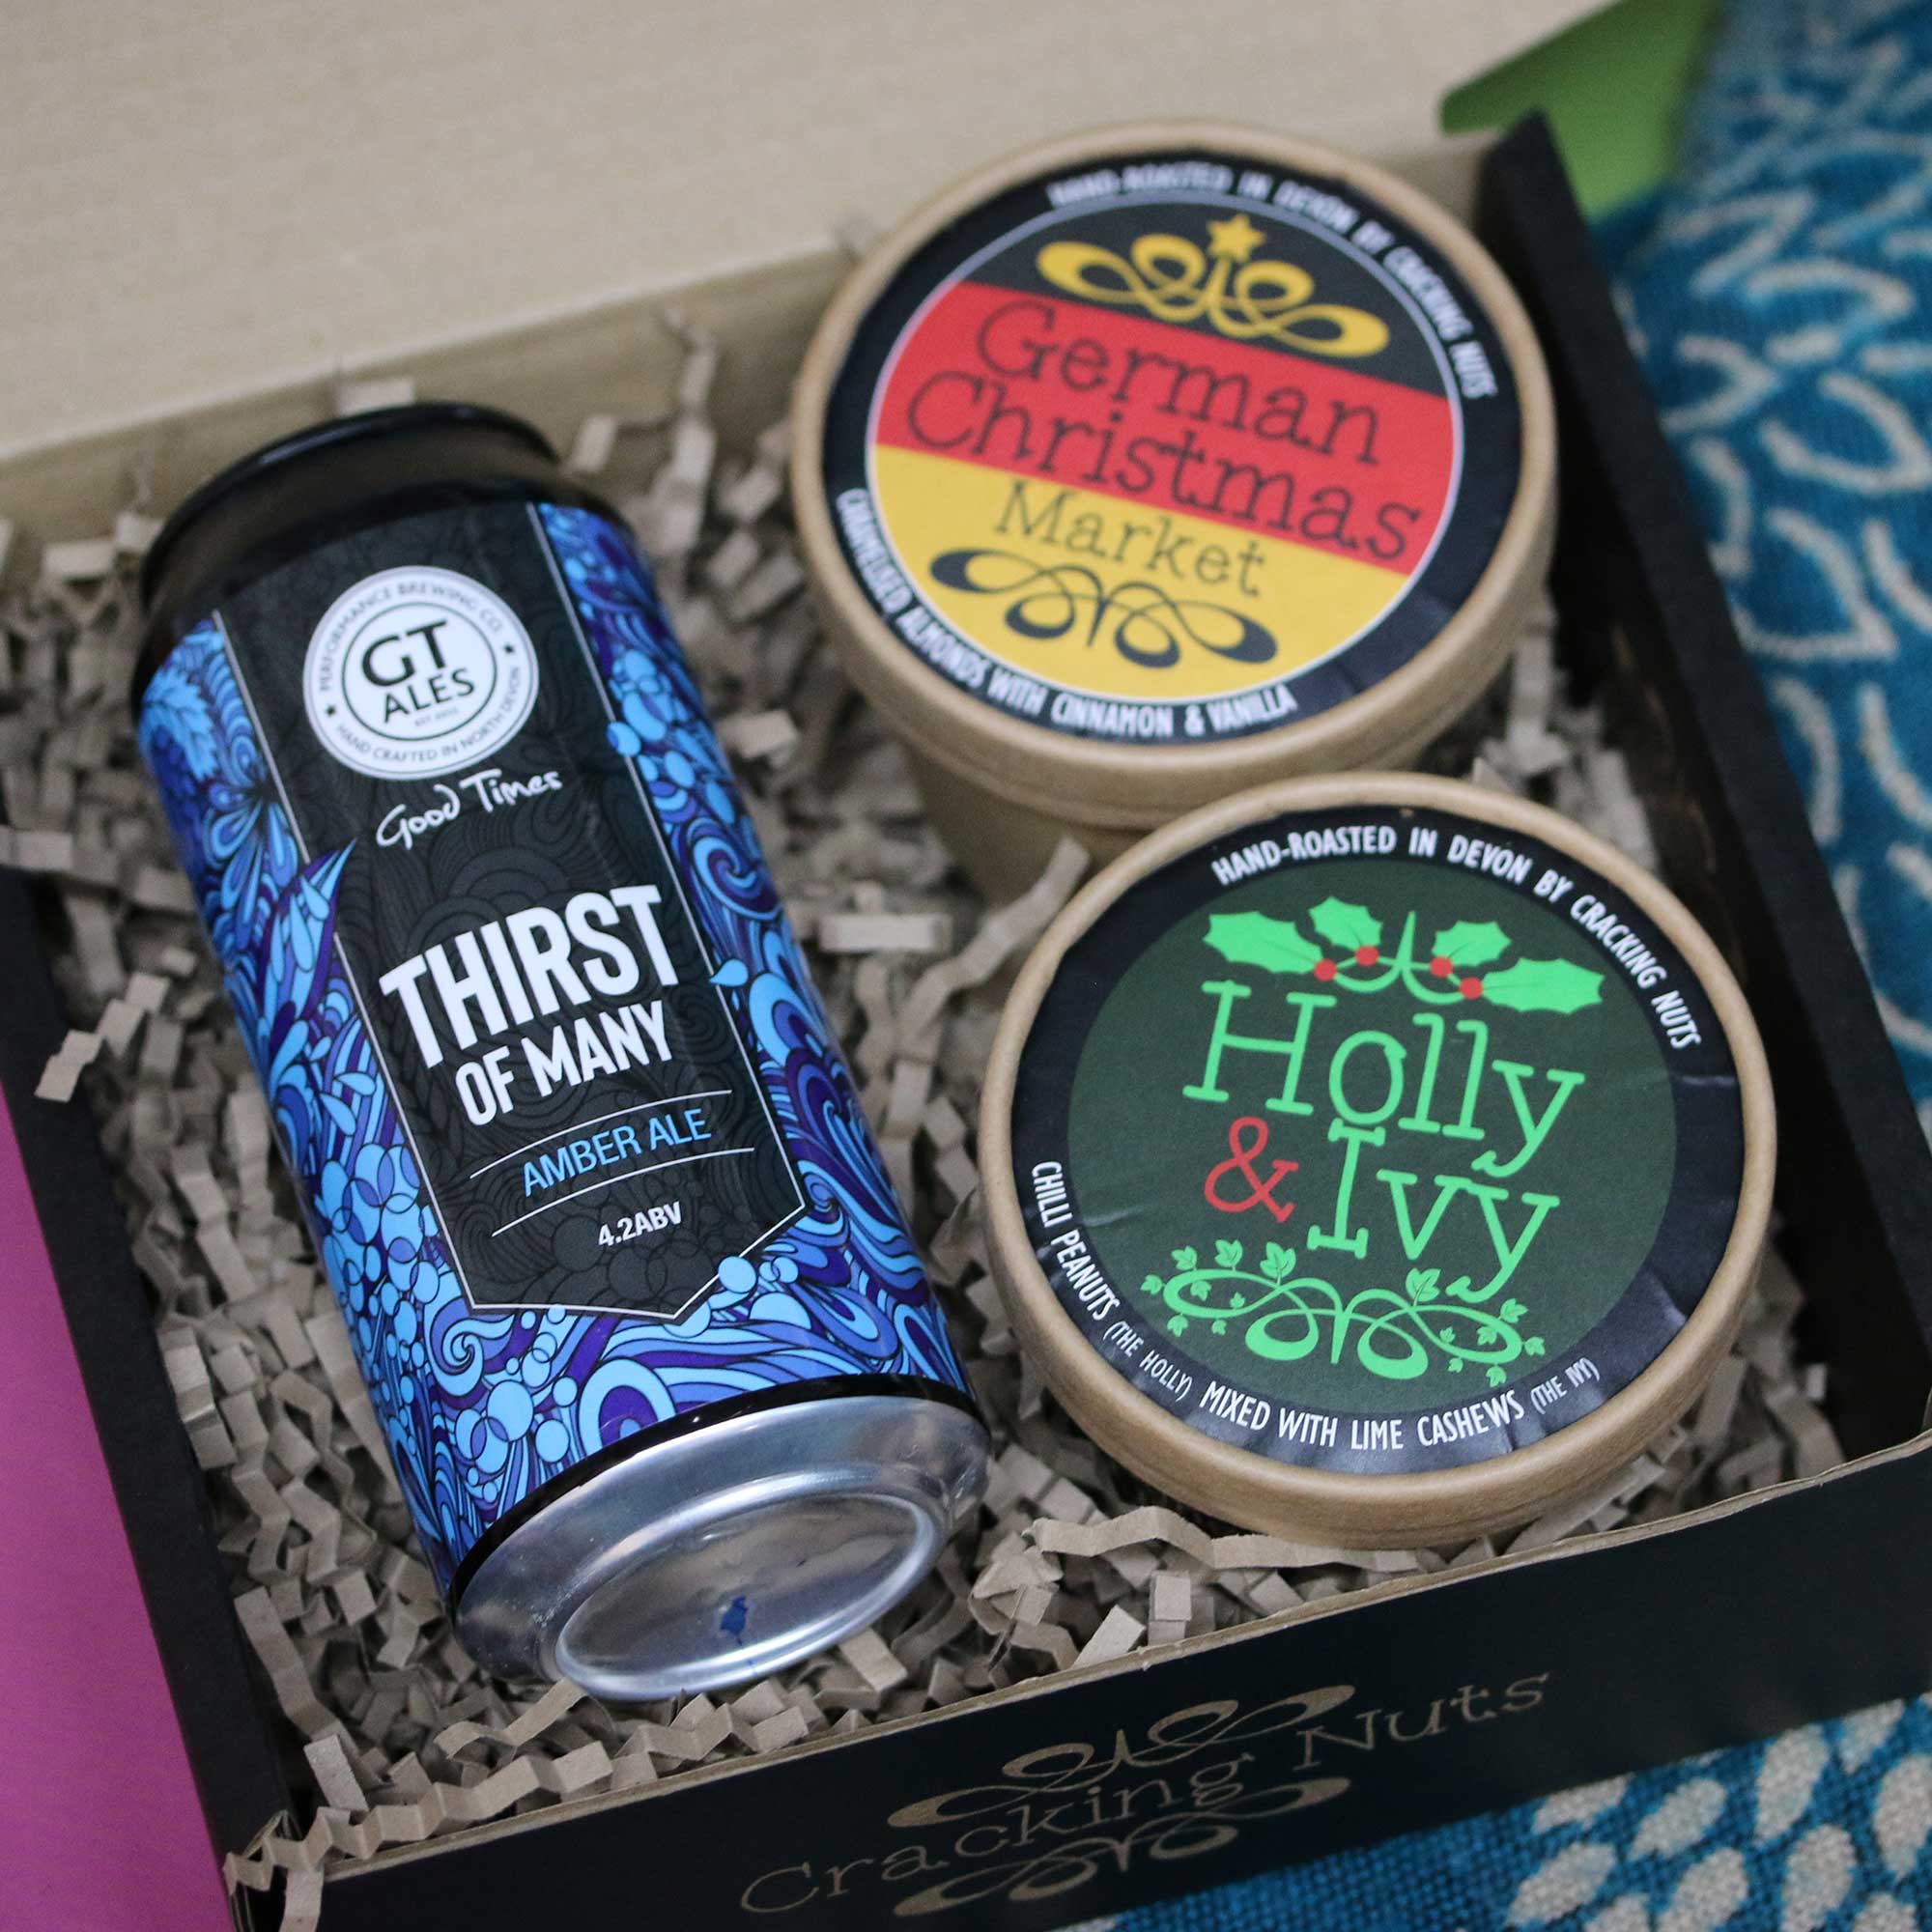 PERFORMANCE BREWING CO.
GT
ALES
HAND CRAFTED IN NORTH DEVON
Good Times
THIRST
OF MANY
AMBER ALE
4.2ABV
HAND-ROASTED IN DEVON BY CRACKING NUTS
German
Christmas
Market
CARAMELISED ALMONDS WITH CINNAMON & VANILLA
HAND-ROASTED IN DEVON BY CRACKING NUTS
Holly
& Ivy
CHILLI PEANUTS (THE HOLLY) MIXED WITH LIME CASHEWS (THE IVY)
Cracking Nuts